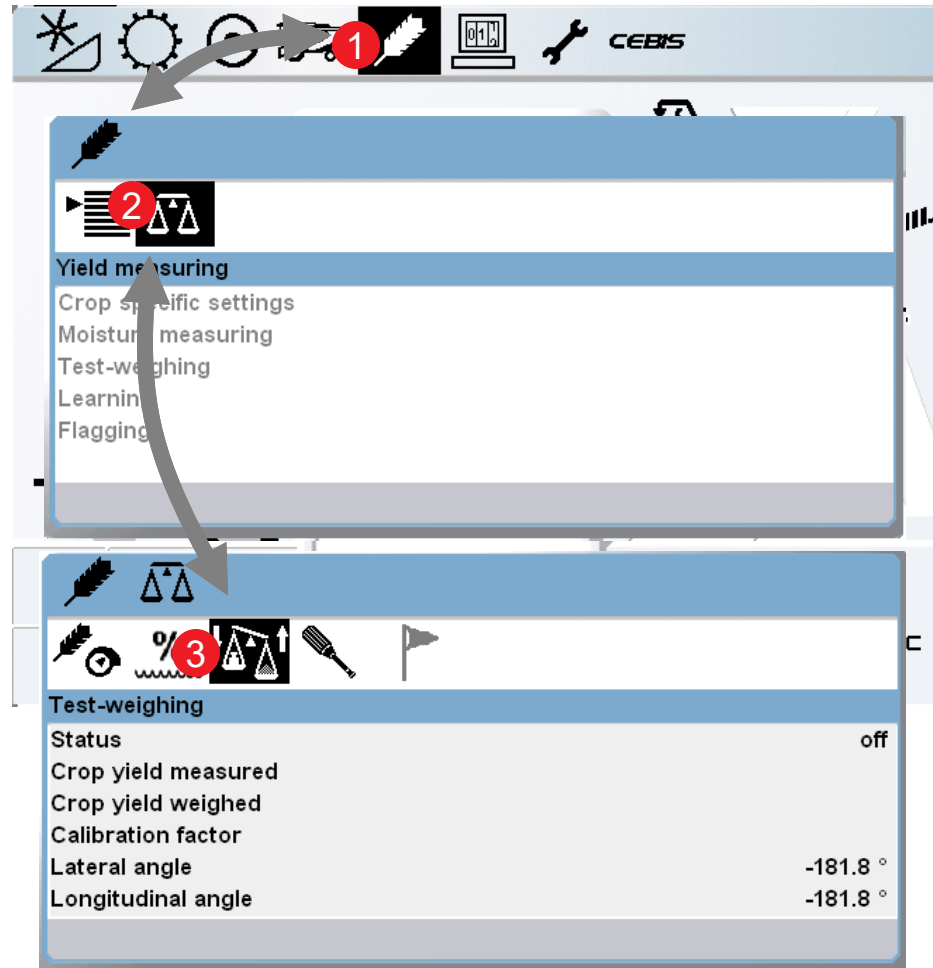 1
CEBIS
2
Yield measuring
Crop specific settings
Moisture measuring
Test-weighing
Learning
Flagging
%
3
Test-weighing
Status off
Crop yield measured
Crop yield weighed
Calibration factor
Lateral angle -181.8 °
Longitudinal angle -181.8 °